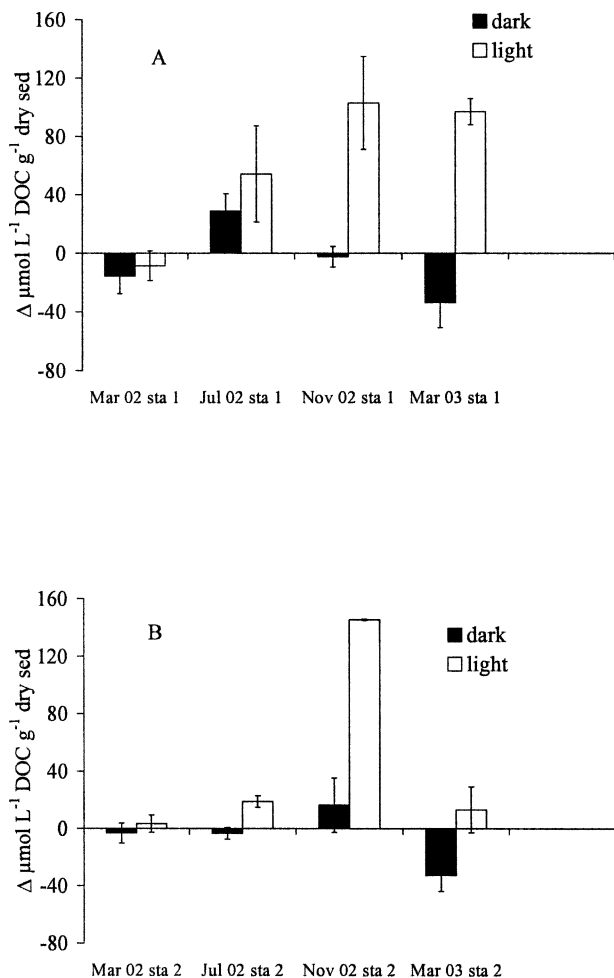 160
dark
light
A
120
80
40
0
-40
-80
Δ μmol L⁻¹ DOC g⁻¹ dry sed
Mar 02 sta 1 Jul 02 sta 1 Nov 02 sta 1 Mar 03 sta 1
160
B
dark
light
120
80
40
0
-40
-80
Δ μmol L⁻¹ DOC g⁻¹ dry sed
Mar 02 sta 2 Jul 02 sta 2 Nov 02 sta 2 Mar 03 sta 2